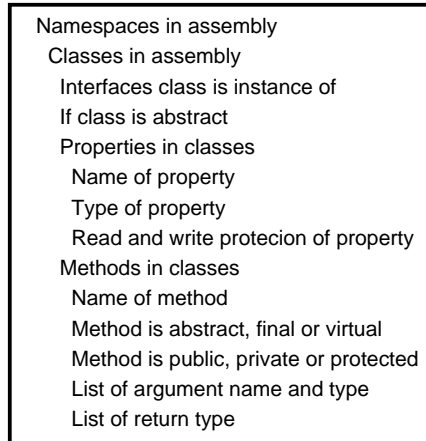 Namespaces in assembly
Classes in assembly
Interfaces class is instance of
If class is abstract
Properties in classes
Name of property
Type of property
Read and write protecion of property
Methods in classes
Name of method
Method is abstract, final or virtual
Method is public, private or protected
List of argument name and type
List of return type